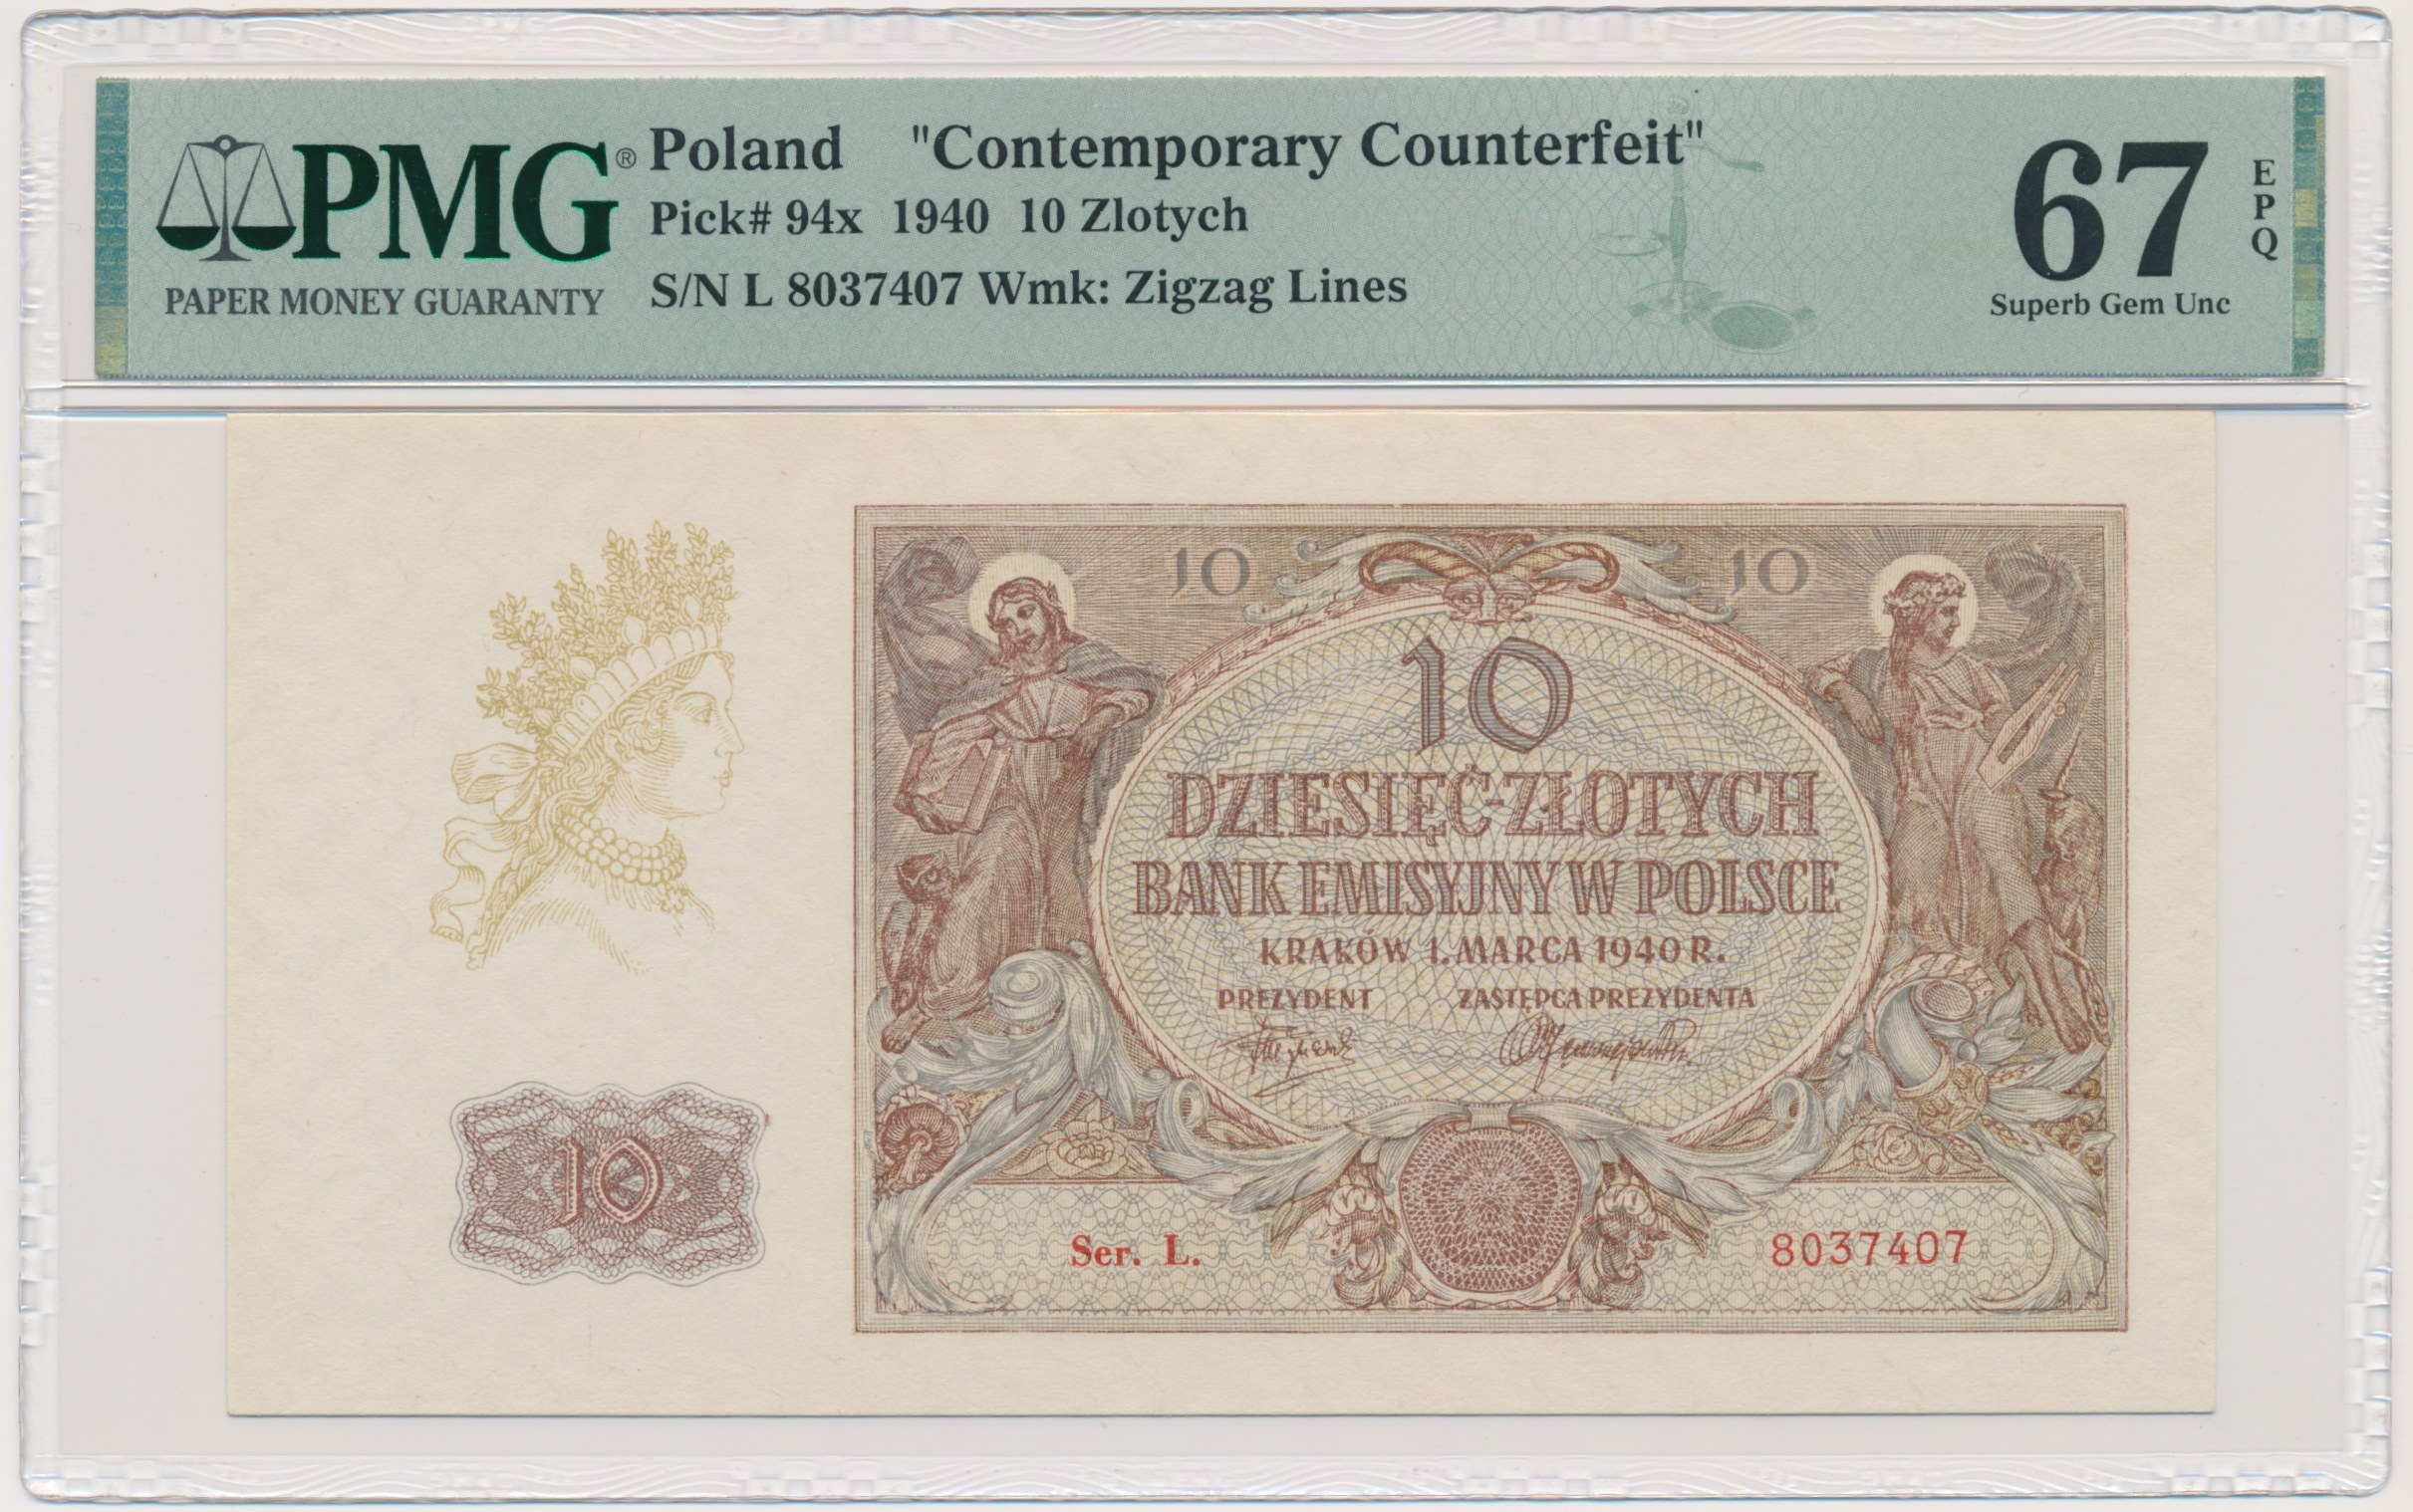 PMG®
PAPER MONEY GUARANTY
Poland "Contemporary Counterfeit"
Pick# 94x 1940 10 Zlotych
S/N L 8037407 Wmk: Zigzag Lines
67
EPQ
Superb Gem Unc
10 10
10
DZIESIĘĆ-ZŁOTYCH
BANK EMISYJNY W POLSCE
KRAKÓW 1. MARCA 1940 R.
PREZYDENT ZASTĘPCA PREZYDENTA
10
Ser. L. 8037407